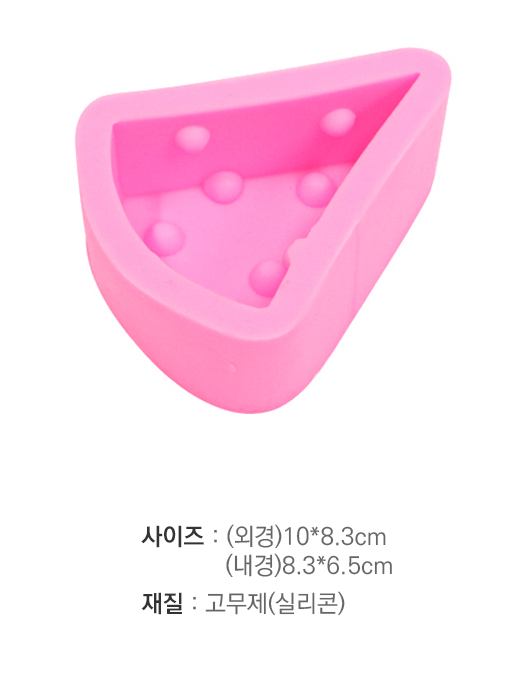 사이즈 : (외경)10*8.3cm
(내경)8.3*6.5cm
재질 : 고무제(실리콘)